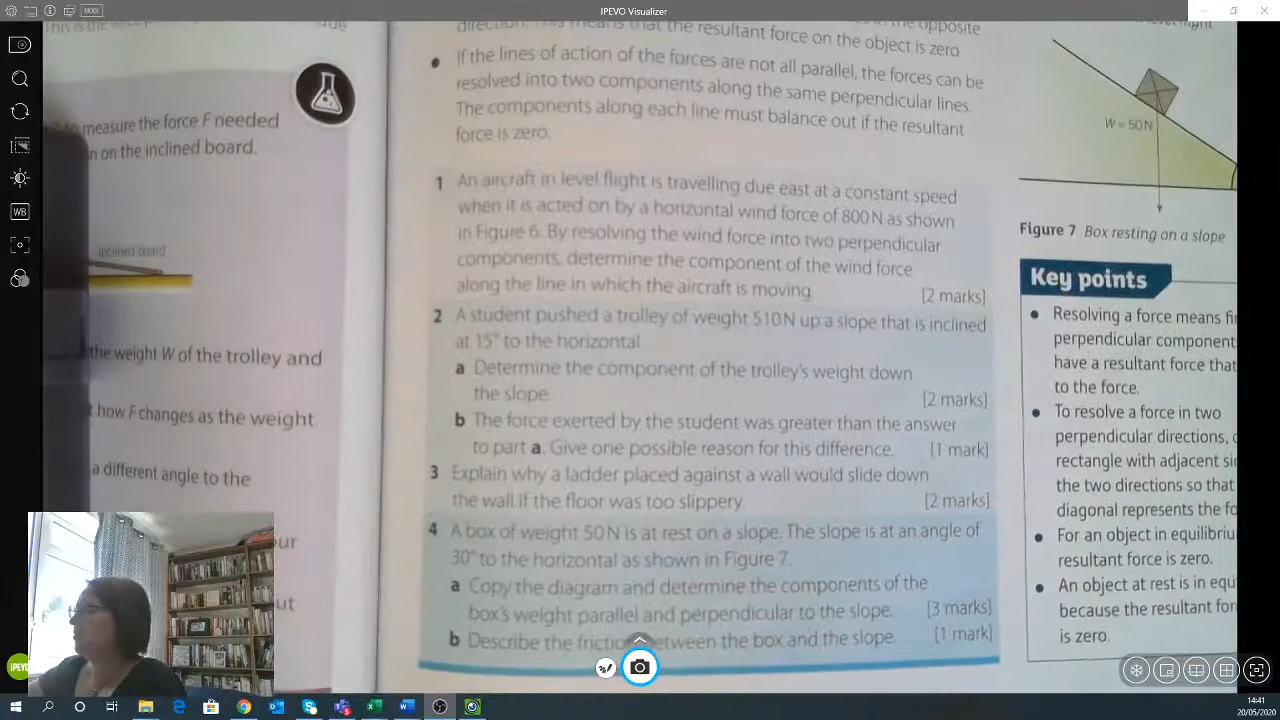 IPEVO Visualizer
MODE
WB
measure the force F needed
n on the inclined board.
inclined board
the weight W of the trolley and
how F changes as the weight
a different angle to the
our
ut
direction. This means that the resultant force on the object is zero
• If the lines of action of the forces are not all parallel, the forces can be
resolved into two components along the same perpendicular lines.
The components along each line must balance out if the resultant
force is zero.
1 An aircraft in level flight is travelling due east at a constant speed
when it is acted on by a horizontal wind force of 800 N as shown
in Figure 6. By resolving the wind force into two perpendicular
components, determine the component of the wind force
along the line in which the aircraft is moving. [2 marks]
2 A student pushed a trolley of weight 510 N up a slope that is inclined
at 15° to the horizontal
a Determine the component of the trolley's weight down
the slope. [2 marks]
b The force exerted by the student was greater than the answer
to part a. Give one possible reason for this difference. [1 mark]
3 Explain why a ladder placed against a wall would slide down
the wall if the floor was too slippery. [2 marks]
4 A box of weight 50 N is at rest on a slope. The slope is at an angle of
30° to the horizontal as shown in Figure 7.
a Copy the diagram and determine the components of the
box's weight parallel and perpendicular to the slope. [3 marks]
b Describe the friction between the box and the slope. [1 mark]
W = 50 N
Figure 7 Box resting on a slope
Key points
• Resolving a force means fi
perpendicular component
have a resultant force that
to the force.
• To resolve a force in two
perpendicular directions,
rectangle with adjacent si
the two directions so that
diagonal represents the fo
• For an object in equilibriu
resultant force is zero.
• An object at rest is in equ
because the resultant for
is zero.
IPEVO
14:41
20/05/2020